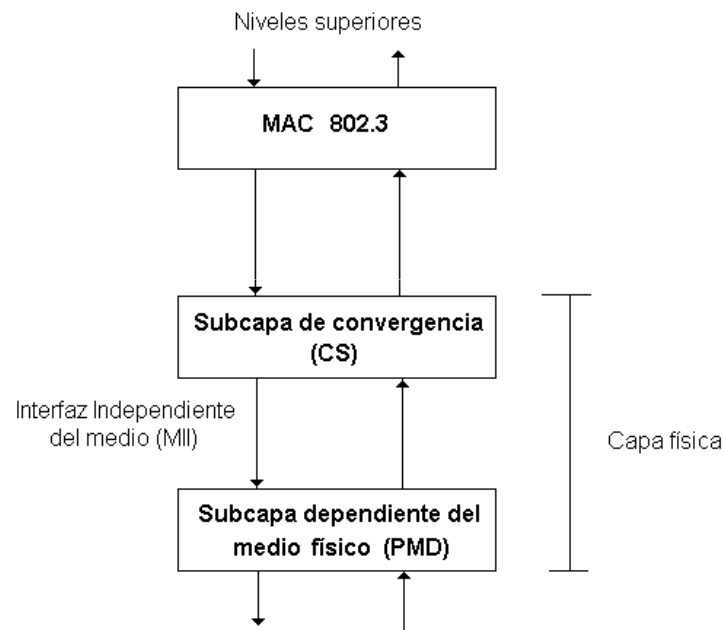 Niveles superiores
MAC 802.3
Subcapa de convergencia
(CS)
Interfaz Independiente
del medio (MII)
Capa física
Subcapa dependiente del
medio físico (PMD)